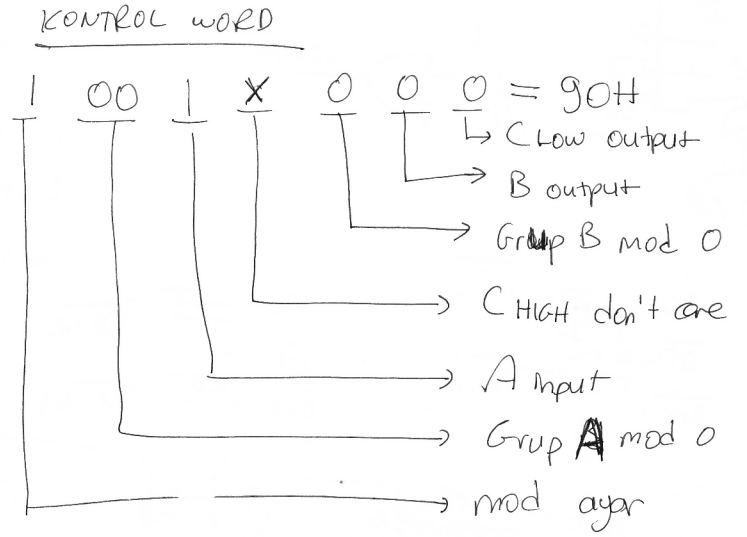 KONTROL WORD
1 00 1 X 0 0 0 = 90H
C LOW output
B output
Grup B mod 0
C HIGH don't care
A input
Grup A mod 0
mod ayar